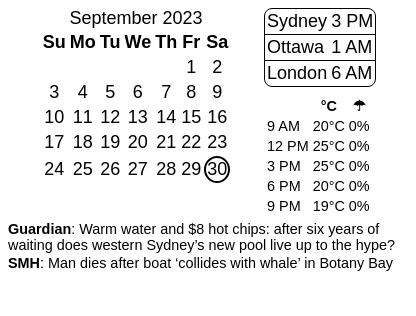 September 2023
Su Mo Tu We Th Fr Sa
1 2
3 4 5 6 7 8 9
10 11 12 13 14 15 16
17 18 19 20 21 22 23
24 25 26 27 28 29 30
Sydney 3 PM
Ottawa 1 AM
London 6 AM
°C ☂
9 AM 20°C 0%
12 PM 25°C 0%
3 PM 25°C 0%
6 PM 20°C 0%
9 PM 19°C 0%
Guardian: Warm water and $8 hot chips: after six years of
waiting does western Sydney’s new pool live up to the hype?
SMH: Man dies after boat ‘collides with whale’ in Botany Bay